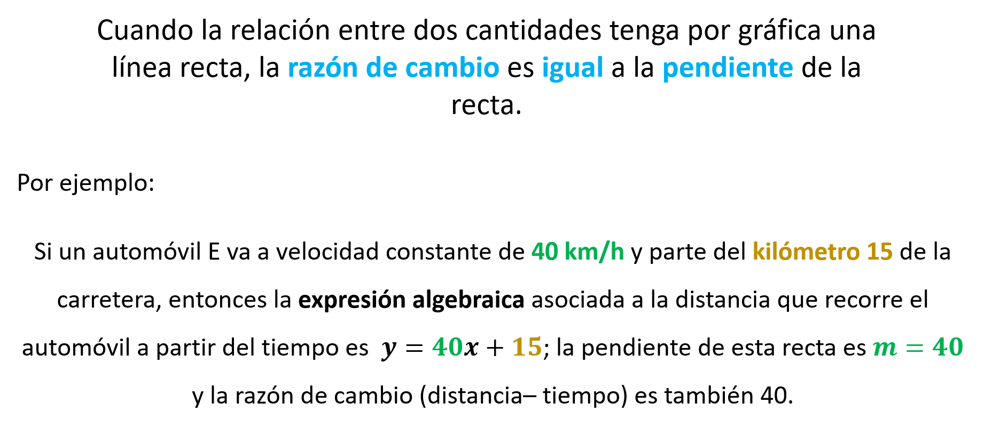 Cuando la relación entre dos cantidades tenga por gráfica una
línea recta, la razón de cambio es igual a la pendiente de la
recta.
Por ejemplo:
Si un automóvil E va a velocidad constante de 40 km/h y parte del kilómetro 15 de la
carretera, entonces la expresión algebraica asociada a la distancia que recorre el
automóvil a partir del tiempo es y = 40x + 15; la pendiente de esta recta es m = 40
y la razón de cambio (distancia– tiempo) es también 40.